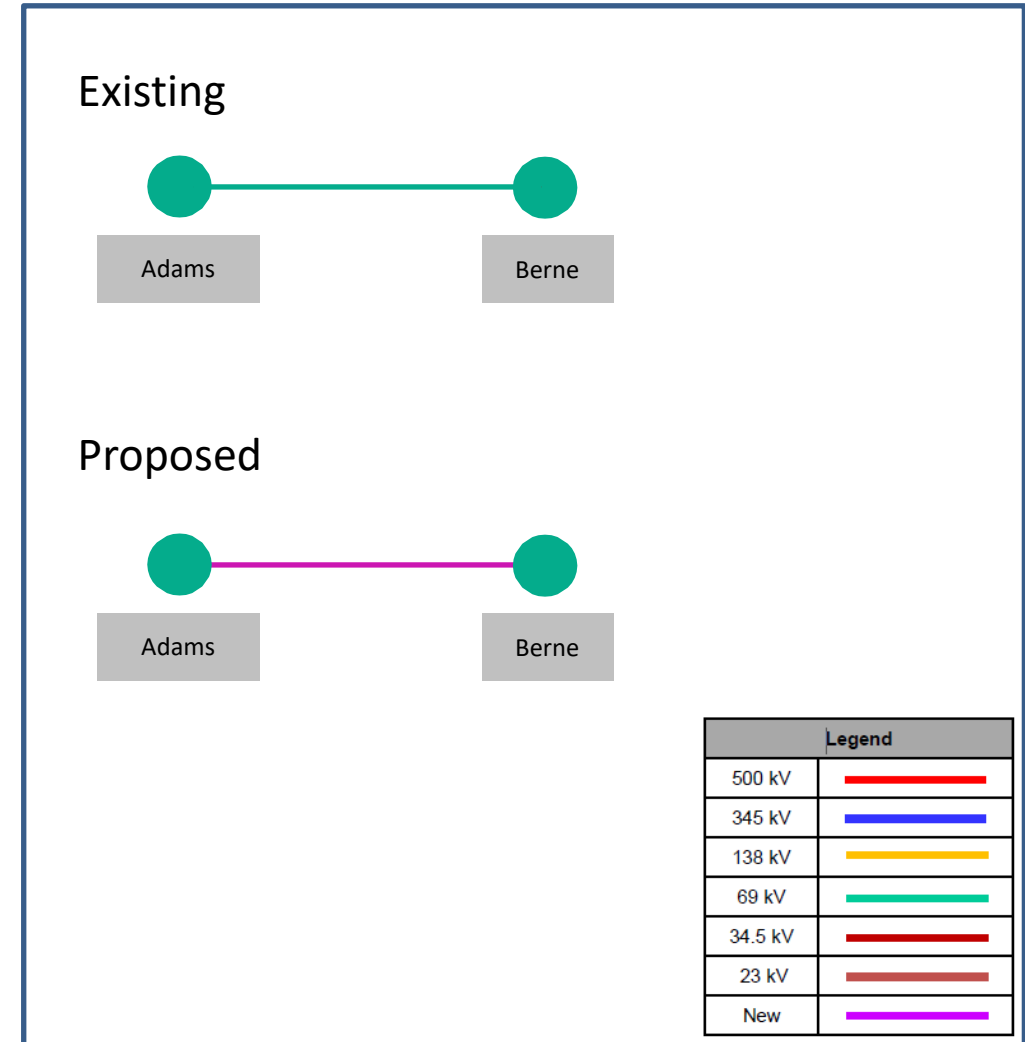 Existing
Adams
Berne
Proposed
Adams
Berne
Legend
500 kV
345 kV
138 kV
69 kV
34.5 kV
23 kV
New